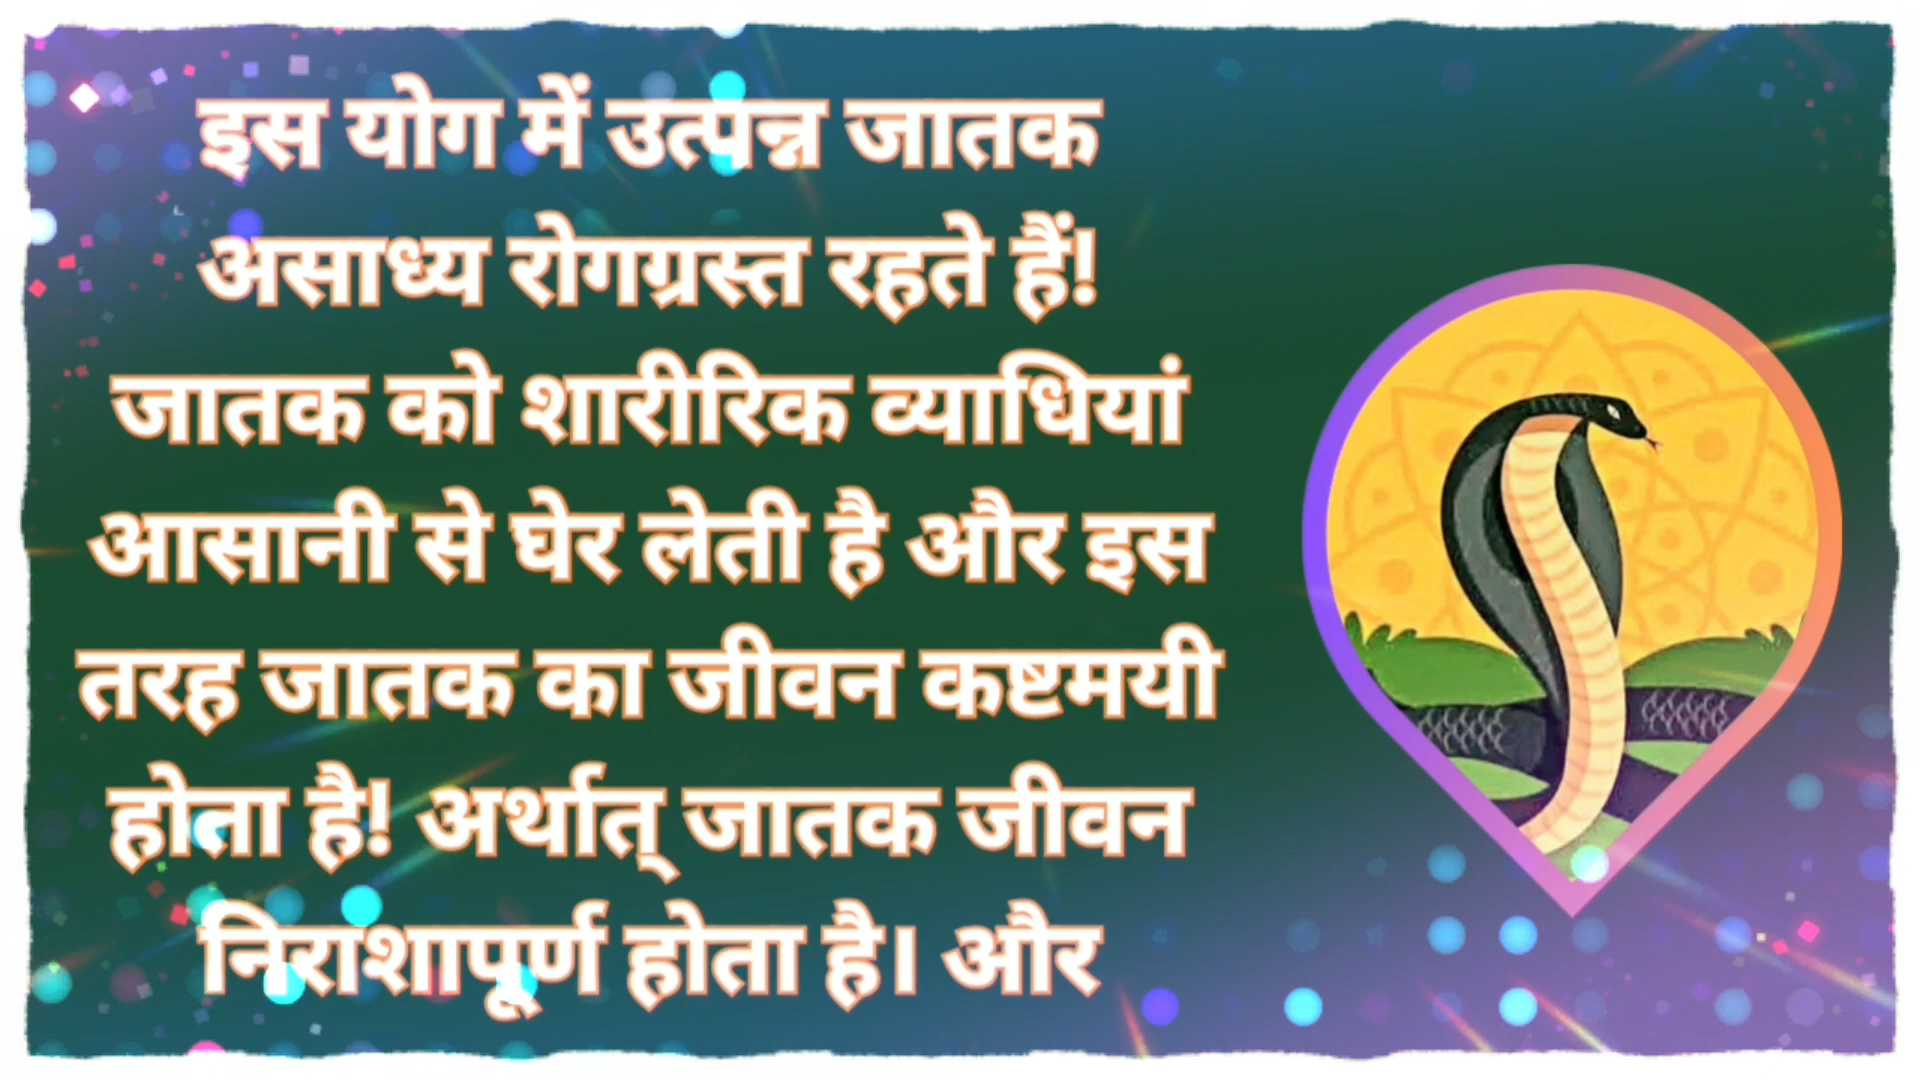 इस योग में उत्पन्न जातक
असाध्य रोगग्रस्त रहते हैं!
जातक को शारीरिक व्याधियां
आसानी से घेर लेती है और इस
तरह जातक का जीवन कष्टमयी
होता है! अर्थात् जातक जीवन
निराशापूर्ण होता है। और